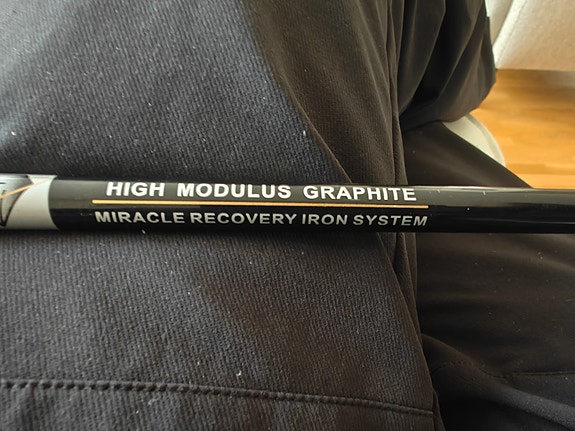 HIGH MODULUS GRAPHITE
MIRACLE RECOVERY IRON SYSTEM